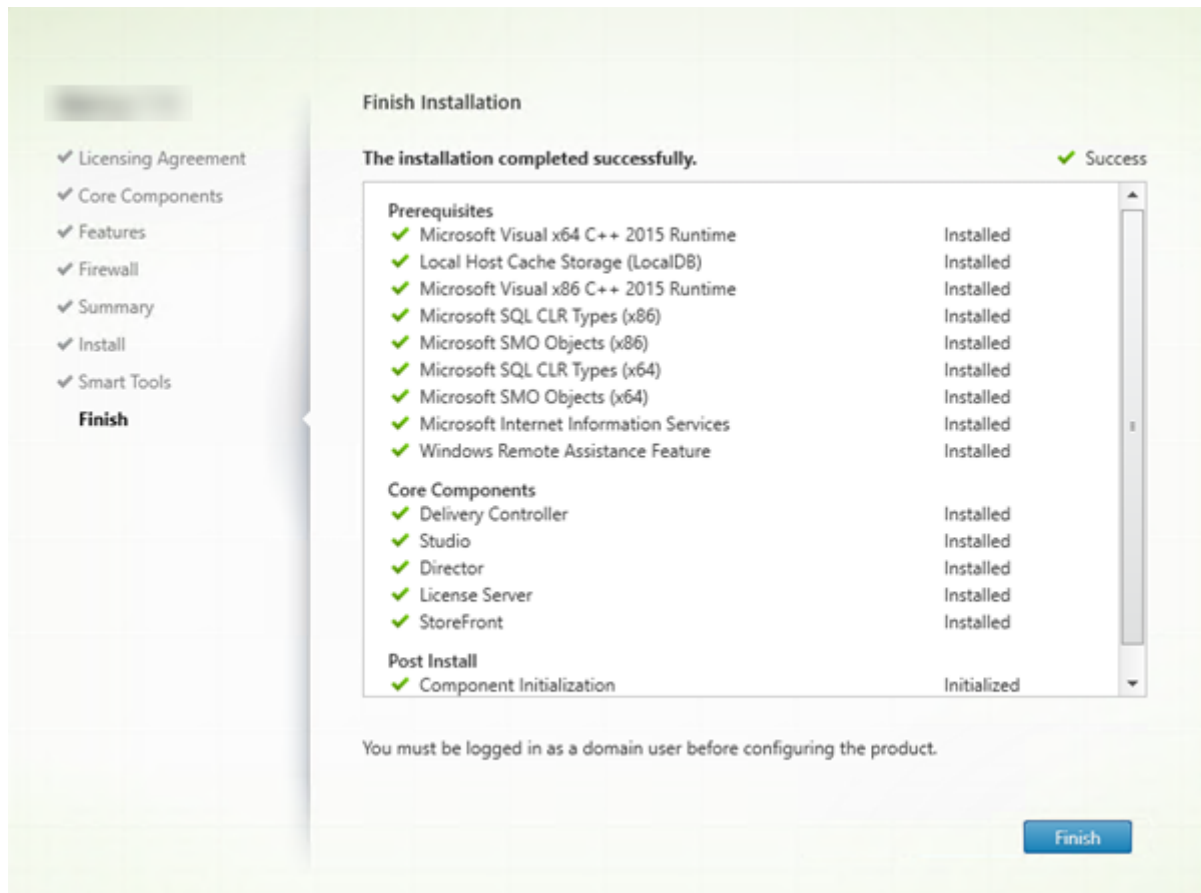 Finish Installation
Licensing Agreement
Core Components
Features
Firewall
Summary
Install
Smart Tools
Finish
The installation completed successfully. Success
Prerequisites
Microsoft Visual x64 C++ 2015 Runtime Installed
Local Host Cache Storage (LocalDB) Installed
Microsoft Visual x86 C++ 2015 Runtime Installed
Microsoft SQL CLR Types (x86) Installed
Microsoft SMO Objects (x86) Installed
Microsoft SQL CLR Types (x64) Installed
Microsoft SMO Objects (x64) Installed
Microsoft Internet Information Services Installed
Windows Remote Assistance Feature Installed
Core Components
Delivery Controller Installed
Studio Installed
Director Installed
License Server Installed
StoreFront Installed
Post Install
Component Initialization Initialized
You must be logged in as a domain user before configuring the product.
Finish